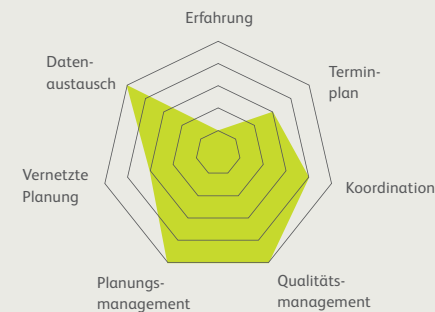 Erfahrung
Termin-
plan
Koordination
Qualitäts-
management
Planungs-
management
Vernetzte
Planung
Daten-
austausch